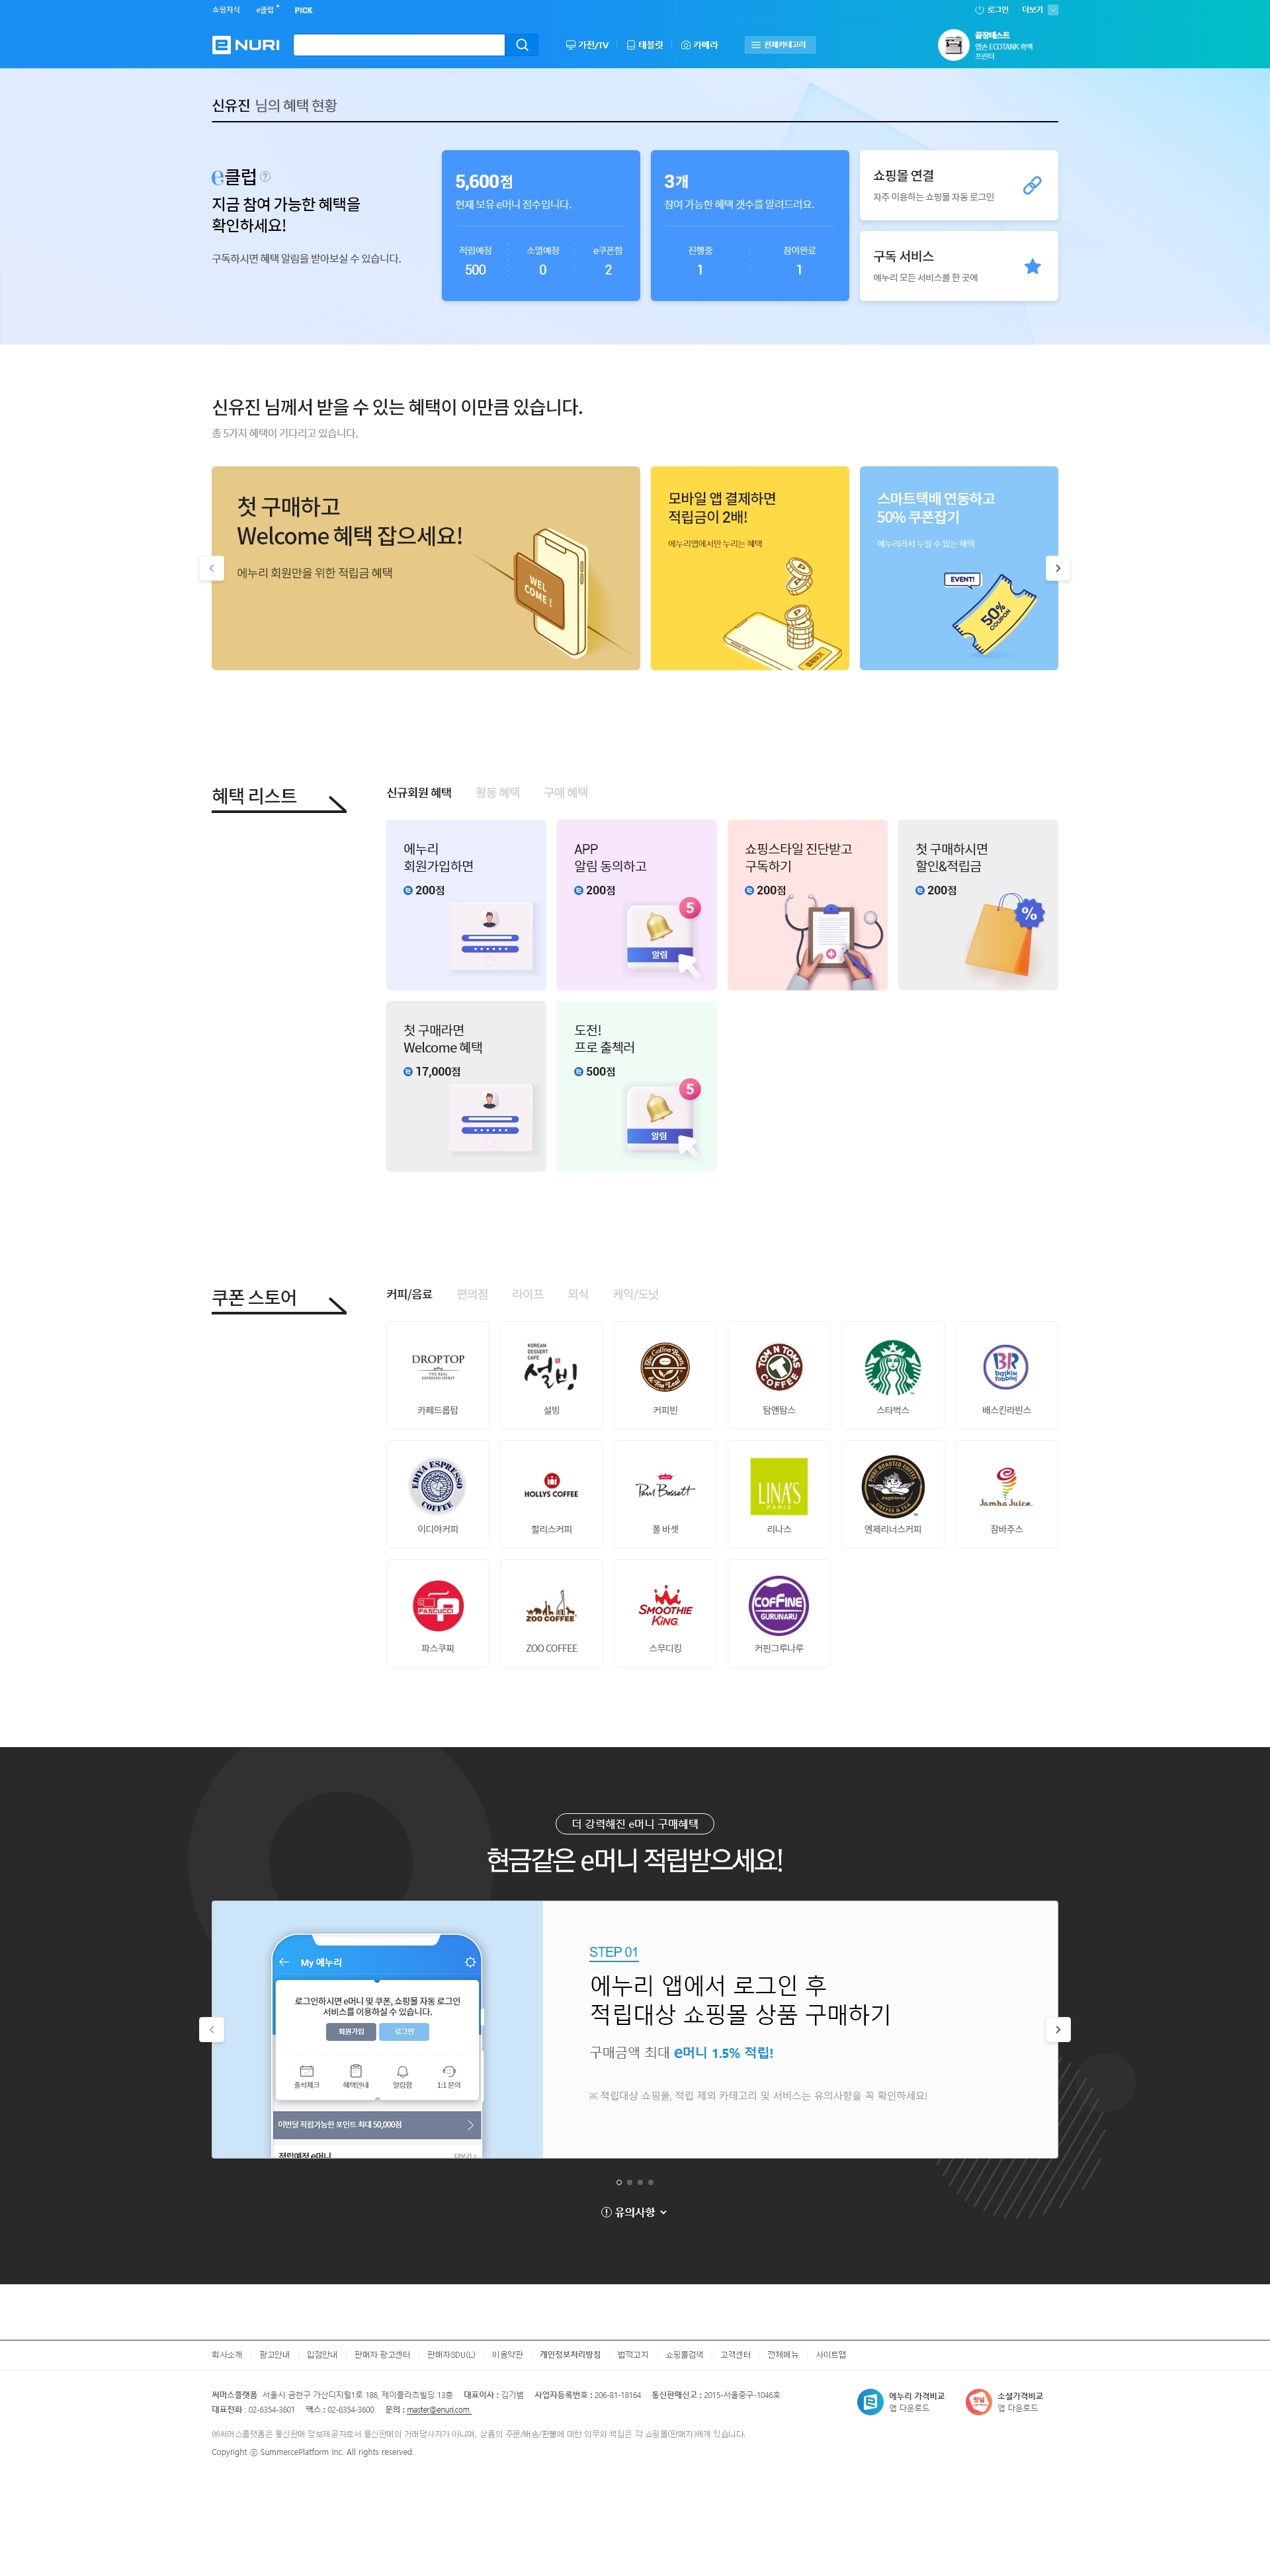 쇼핑지식 e클럽 PICK 로그인 더보기
ENURI 가전/TV 태블릿 카메라 전체카테고리
끝장테스트
엡손 ECOTANK 흑백
프린터
신유진 님의 혜택 현황
e클럽 ?
지금 참여 가능한 혜택을
확인하세요!
구독하시면 혜택 알림을 받아보실 수 있습니다.
5,600점
현재 보유 e머니 점수입니다.
적립예정 소멸예정 e쿠폰함
500 0 2
3개
참여 가능한 혜택 갯수를 알려드려요.
진행중 참여완료
1 1
쇼핑몰 연결
자주 이용하는 쇼핑몰 자동 로그인
구독 서비스
에누리 모든 서비스를 한 곳에
신유진 님께서 받을 수 있는 혜택이 이만큼 있습니다.
총 5가지 혜택이 기다리고 있습니다.
첫 구매하고
Welcome 혜택 잡으세요!
에누리 회원만을 위한 적립금 혜택
WEL
COME !
모바일 앱 결제하면
적립금이 2배!
에누리앱에서만 누리는 혜택
스마트택배 연동하고
50% 쿠폰잡기
에누리라서 누릴 수 있는 혜택
EVENT!
50%
COUPON
혜택 리스트
신규회원 혜택 활동 혜택 구매 혜택
에누리
회원가입하면
200점
APP
알림 동의하고
200점
5
알림
쇼핑스타일 진단받고
구독하기
200점
첫 구매하시면
할인&적립금
200점
%
첫 구매라면
Welcome 혜택
17,000점
도전!
프로 출첵러
500점
5
알림
쿠폰 스토어
커피/음료 편의점 라이프 외식 케익/도넛
DROPTOP
THE REAL
ESPRESSO SPIRIT
카페드롭탑
KOREAN
DESSERT
CAFE
설빙
설빙
The Coffee Bean
& Tea Leaf
커피빈
TOM N TOMS
COFFEE
탐앤탐스
스타벅스
BR
baskin
robbins
배스킨라빈스
EDIYA ESPRESSO
COFFEE
이디야커피
HOLLYS COFFEE
할리스커피
Paul Bassett
폴 바셋
LINA'S
PARIS
리나스
PURE ROASTED COFFEE
Angel-in-us
COFFEE & TEA
엔제리너스커피
Jamba Juice
잠바주스
PASCUCCI
파스쿠찌
ZOO COFFEE
ZOO COFFEE
SMOOTHIE
KING
스무디킹
COFFINE
GURUNARU
커핀그루나루
더 강력해진 e머니 구매혜택
현금같은 e머니 적립받으세요!
My 에누리
로그인하시면 e머니 및 쿠폰, 쇼핑몰 자동 로그인
서비스를 이용하실 수 있습니다.
회원가입 로그인
출석체크 혜택안내 알림함 1:1 문의
이번달 적립가능한 포인트 최대 50,000점
적립예정 e머니 더보기
STEP 01
에누리 앱에서 로그인 후
적립대상 쇼핑몰 상품 구매하기
구매금액 최대 e머니 1.5% 적립!
※ 적립대상 쇼핑몰, 적립 제외 카테고리 및 서비스는 유의사항을 꼭 확인하세요!
유의사항
회사소개 광고안내 입점안내 판매자 광고센터 판매자SDU(L) 이용약관 개인정보처리방침 법적고지 쇼핑몰검색 고객센터 전체메뉴 사이트맵
써머스플랫폼 서울시 금천구 가산디지털1로 186, 제이플라츠빌딩 13층 대표이사 : 김기범 사업자등록번호 : 206-81-18164 통신판매신고 : 2015-서울중구-1046호
대표전화 : 02-6354-3601 팩스 : 02-6354-3600 문의 : master@enuri.com
에누리 가격비교
앱 다운로드
소셜가격비교
앱 다운로드
㈜써머스플랫폼은 통신판매 정보제공자로서 통신판매의 거래당사자가 아니며, 상품의 주문/배송/환불에 대한 의무와 책임은 각 쇼핑몰(판매자)에게 있습니다.
Copyright ⓒ SummercePlatform Inc. All rights reserved.